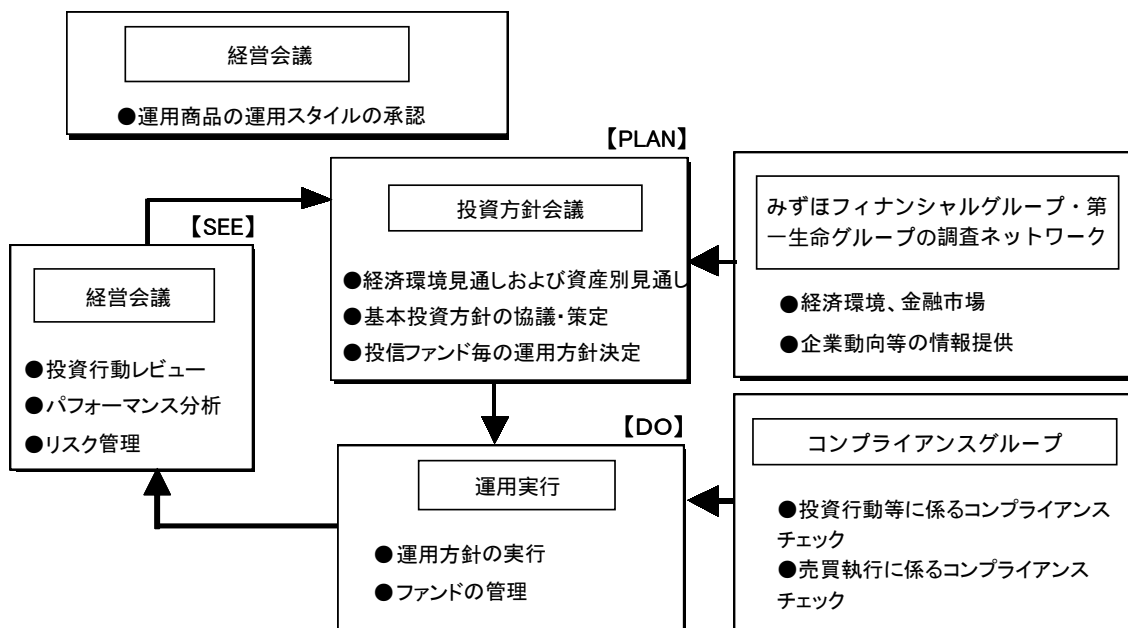 経営会議
●運用商品の運用スタイルの承認
【PLAN】
投資方針会議
●経済環境見通しおよび資産別見通し
●基本投資方針の協議・策定
●投信ファンド毎の運用方針決定
みずほフィナンシャルグループ・第
一生命グループの調査ネットワーク
●経済環境、金融市場
●企業動向等の情報提供
【SEE】
経営会議
●投資行動レビュー
●パフォーマンス分析
●リスク管理
【DO】
運用実行
●運用方針の実行
●ファンドの管理
コンプライアンスグループ
●投資行動等に係るコンプライアンス
チェック
●売買執行に係るコンプライアンス
チェック